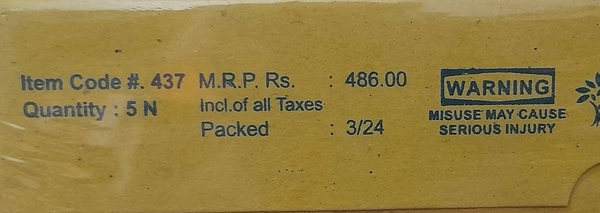 Item Code #. 437 M.R.P. Rs. : 486.00
Quantity : 5 N Incl.of all Taxes
Packed : 3/24
WARNING
MISUSE MAY CAUSE
SERIOUS INJURY